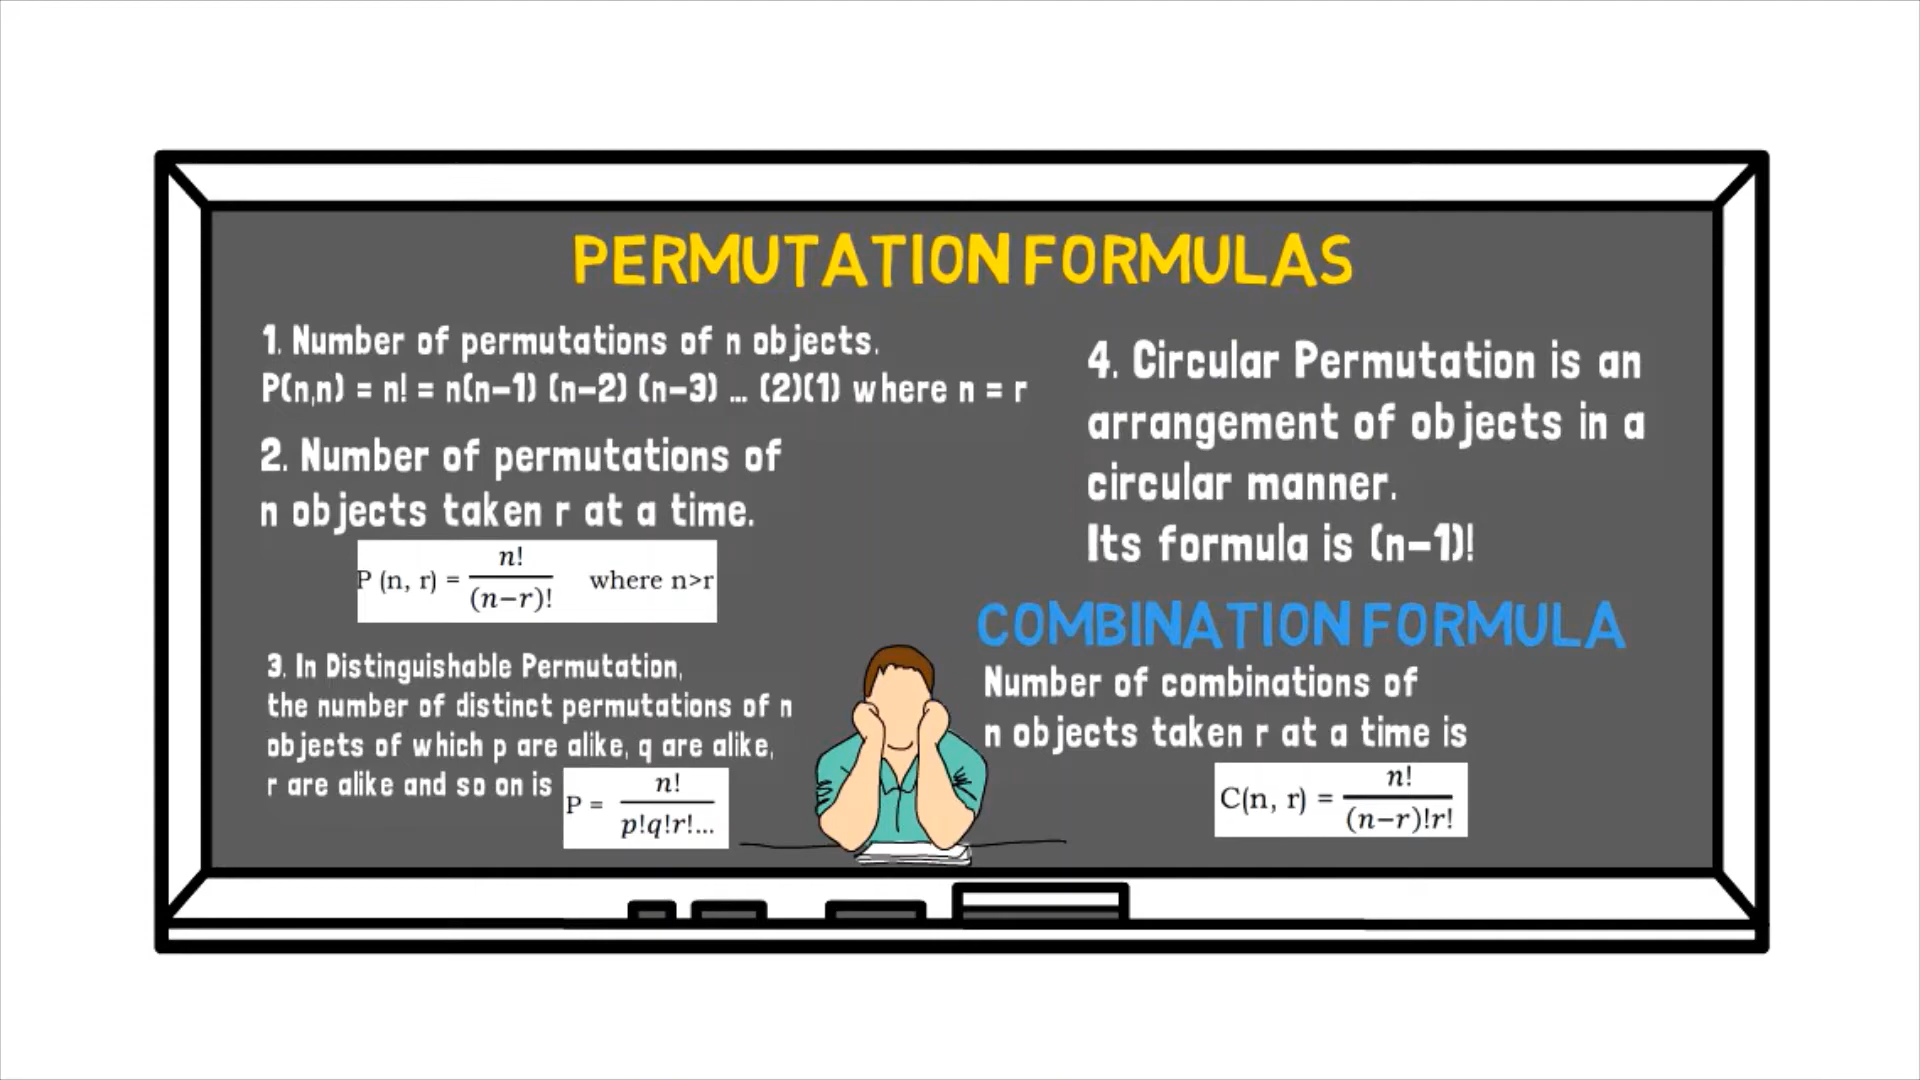 PERMUTATION FORMULAS
1. Number of permutations of n objects.
P(n,n) = n! = n(n-1) (n-2) (n-3) ... (2)(1) where n = r
2. Number of permutations of
n objects taken r at a time.
P (n, r) = n!/(n−r)! where n>r
3. In Distinguishable Permutation,
the number of distinct permutations of n
objects of which p are alike, q are alike,
r are alike and so on is
P = n!/p!q!r!...
4. Circular Permutation is an
arrangement of objects in a
circular manner.
Its formula is (n-1)!
COMBINATION FORMULA
Number of combinations of
n objects taken r at a time is
C(n, r) = n!/(n−r)!r!